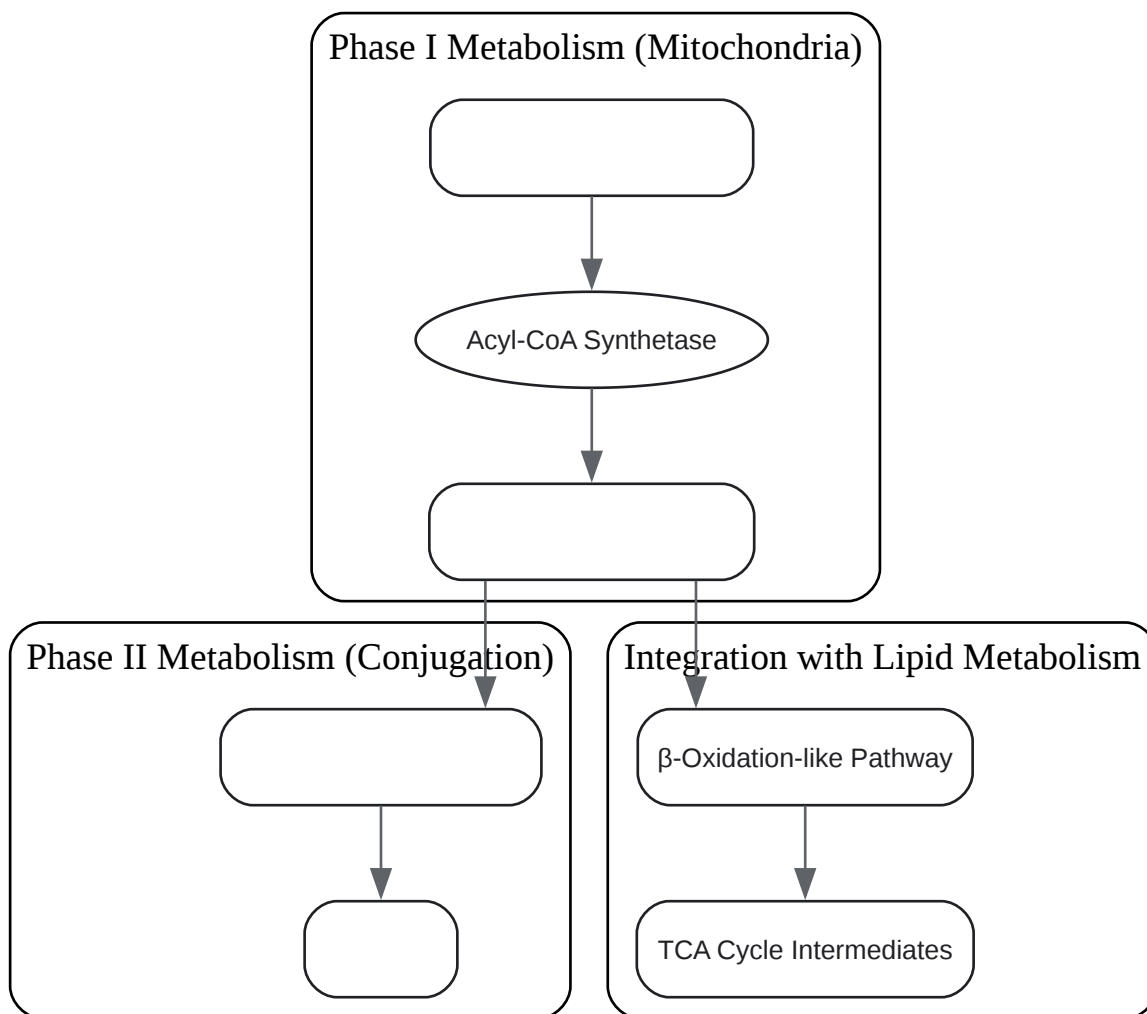 Phase I Metabolism (Mitochondria)
Acyl-CoA Synthetase
Phase II Metabolism (Conjugation)
Integration with Lipid Metabolism
β-Oxidation-like Pathway
TCA Cycle Intermediates